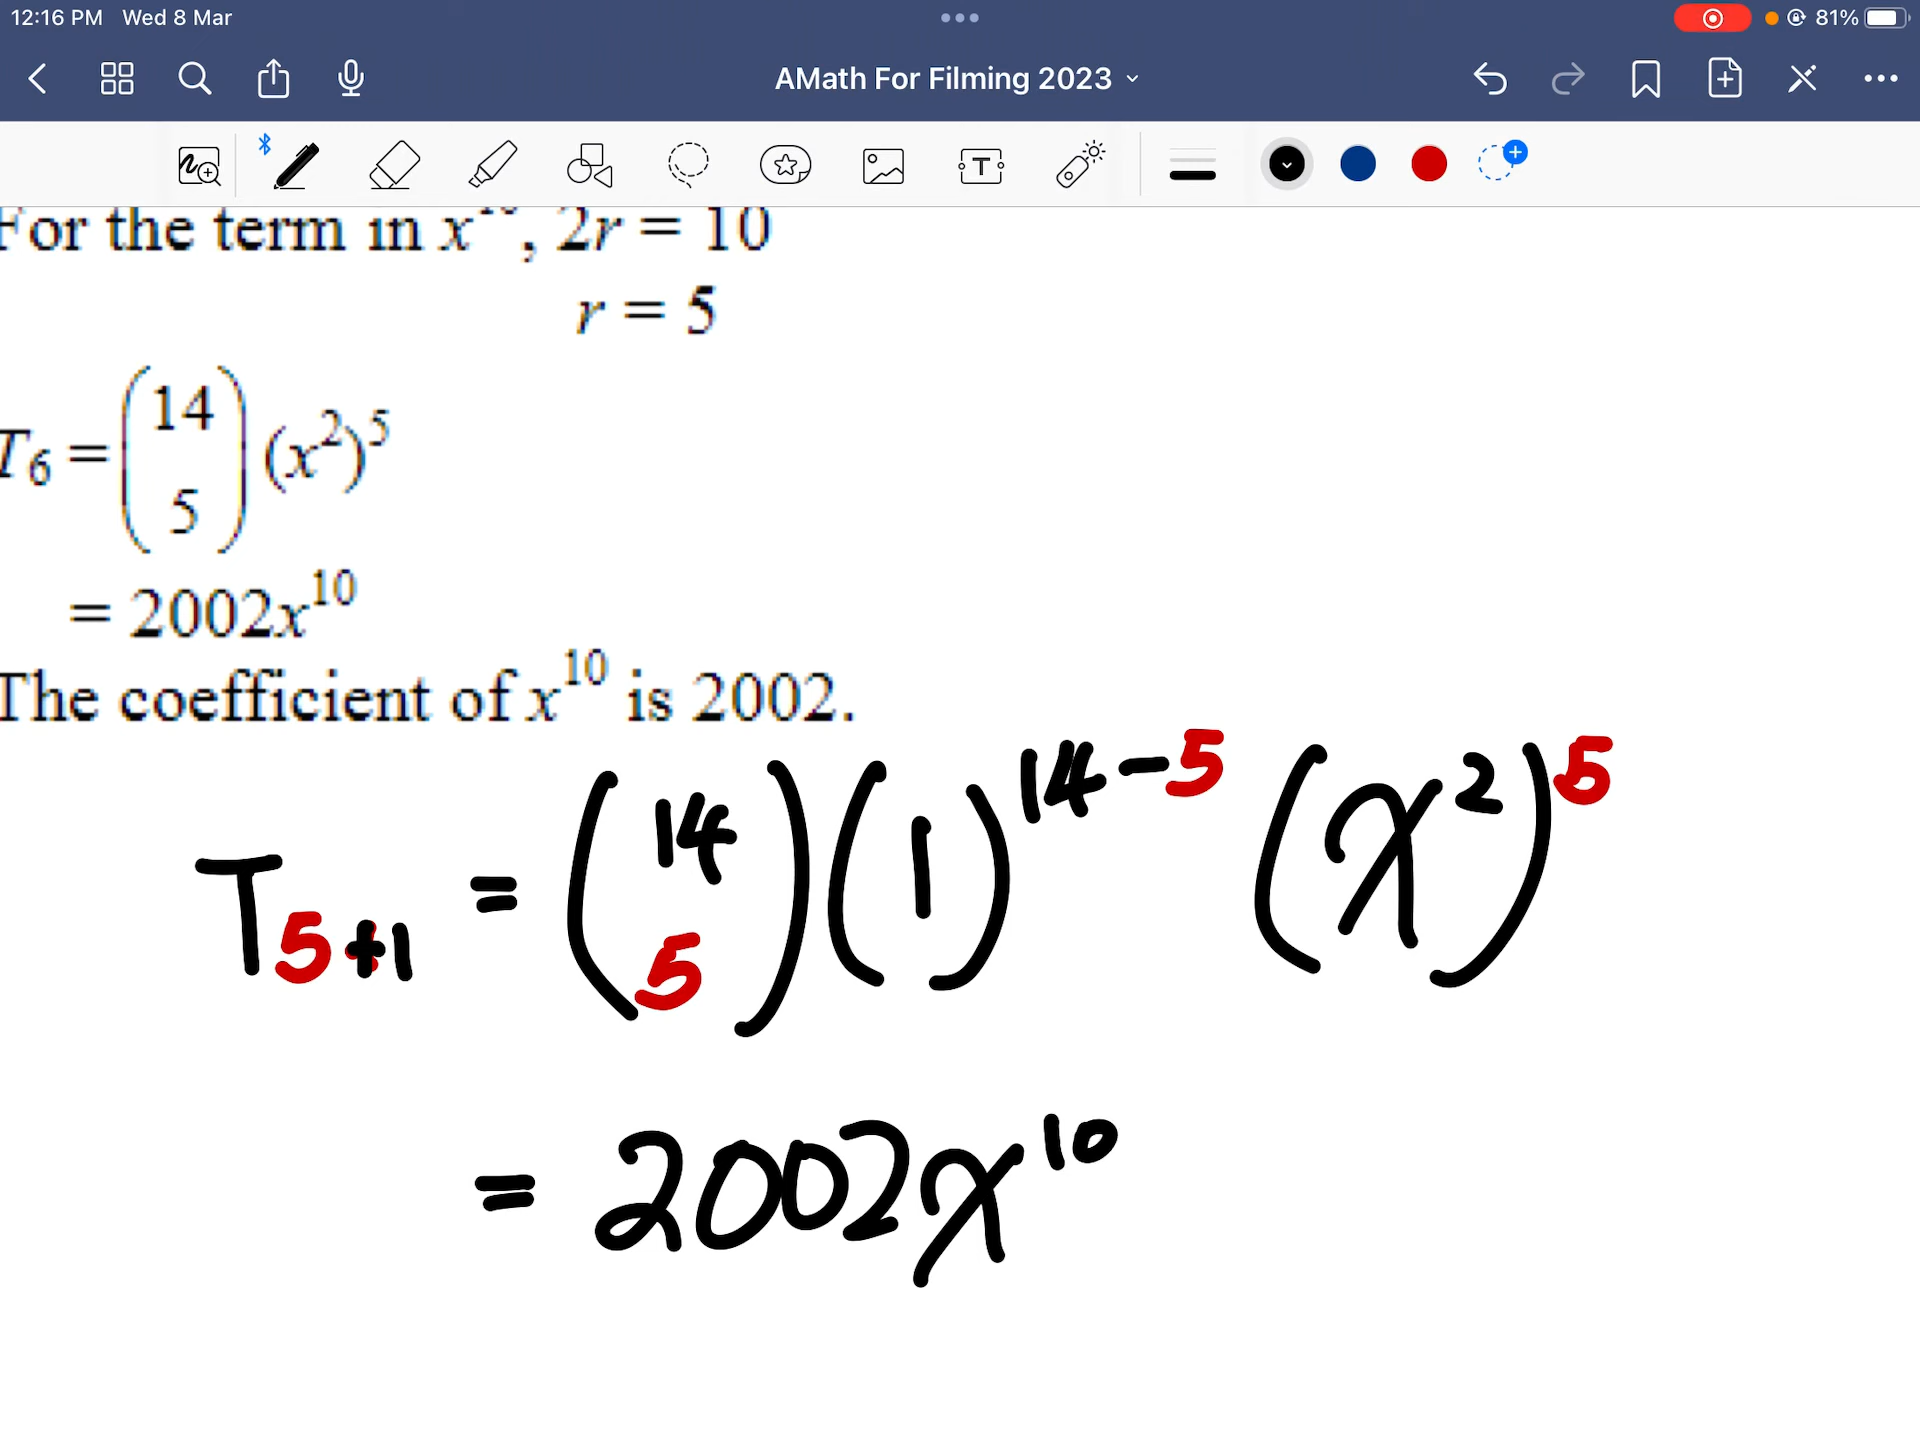 12:16 PM Wed 8 Mar
81%
AMath For Filming 2023
For the term in x¹⁰, 2r = 10
r = 5
T₆ = (14 5) (x²)⁵
= 2002x¹⁰
The coefficient of x¹⁰ is 2002.
T₅₊₁ = (14 5) (1)¹⁴⁻⁵ (x²)⁵
= 2002x¹⁰